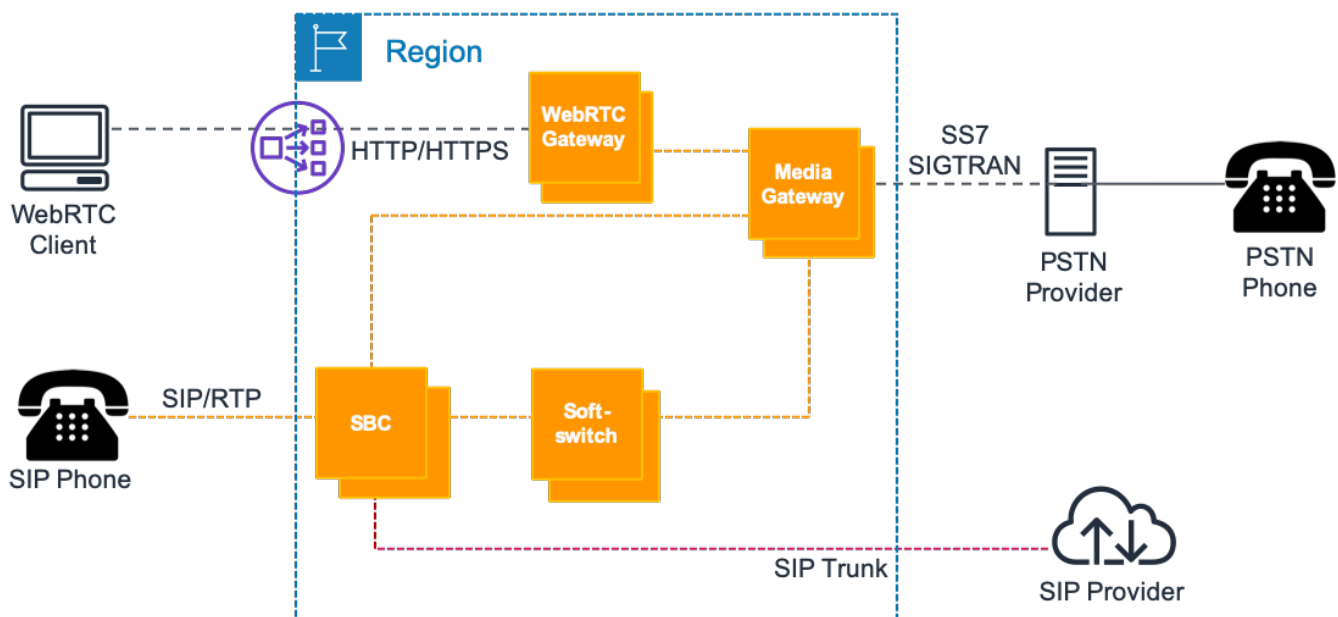 Region
WebRTC
Gateway
HTTP/HTTPS
WebRTC
Client
Media
Gateway
SS7
SIGTRAN
PSTN
Provider
PSTN
Phone
SIP/RTP
SIP Phone
SBC
Soft-
switch
SIP Trunk
SIP Provider